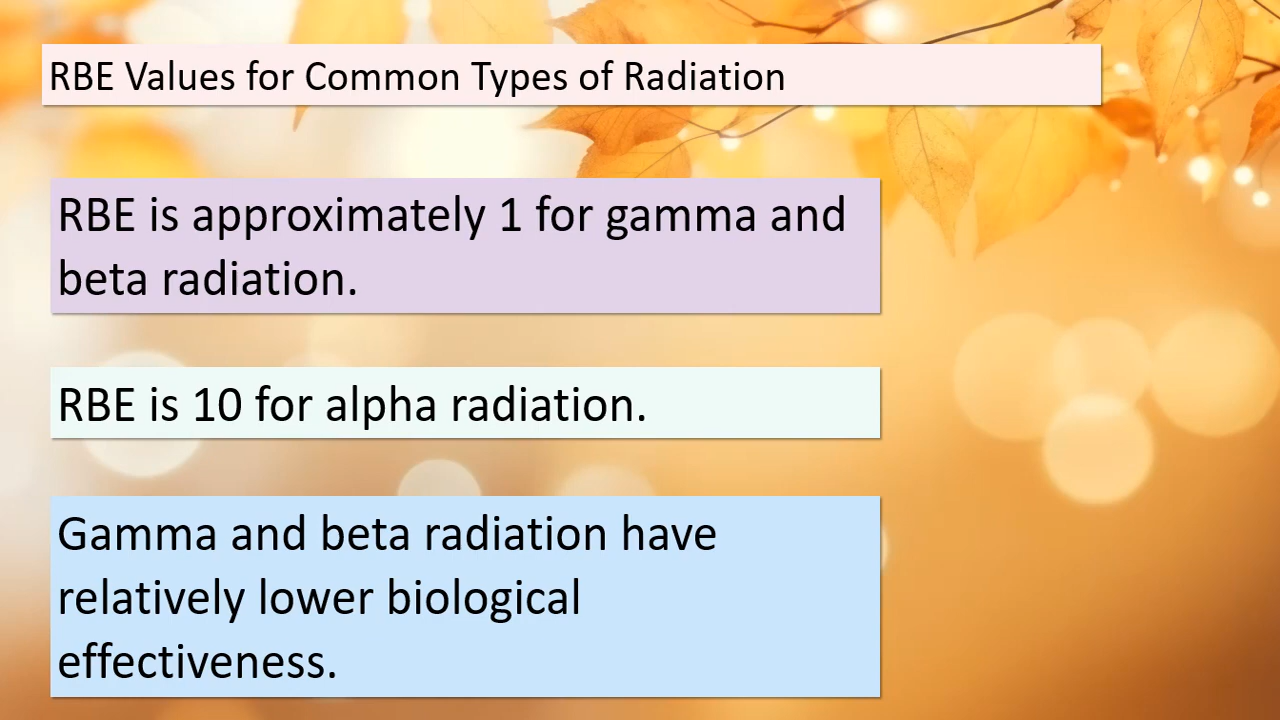 RBE Values for Common Types of Radiation
RBE is approximately 1 for gamma and
beta radiation.
RBE is 10 for alpha radiation.
Gamma and beta radiation have
relatively lower biological
effectiveness.